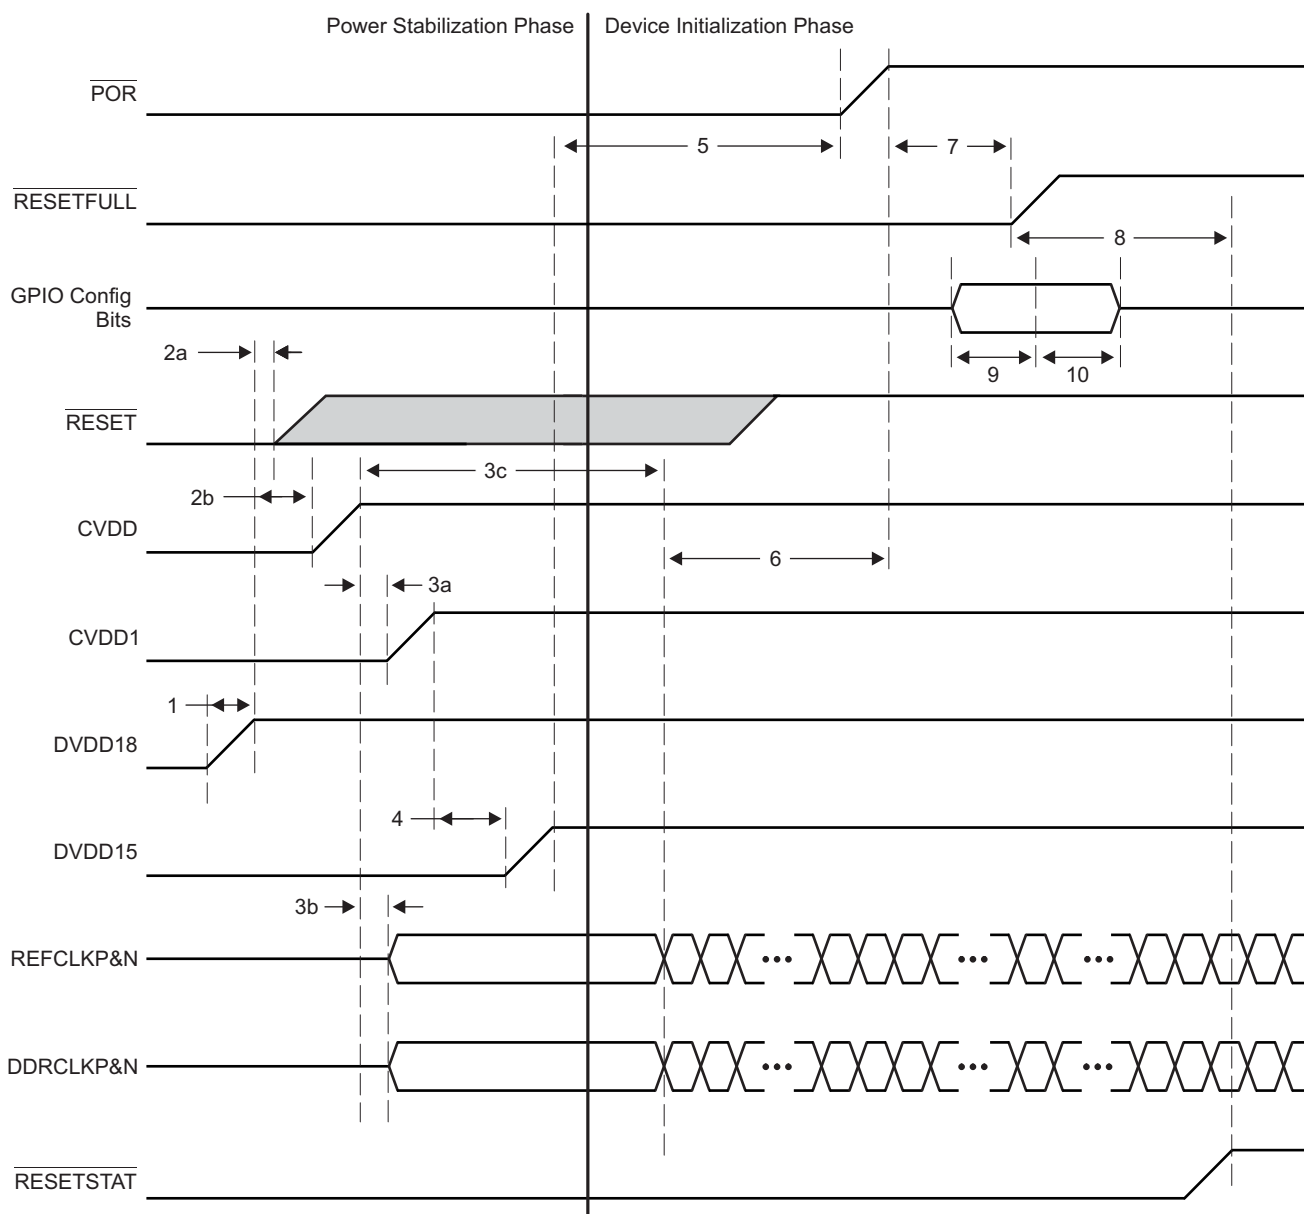 Power Stabilization Phase
Device Initialization Phase
POR
5
7
RESETFULL
8
GPIO Config
Bits
2a
9
10
RESET
3c
2b
CVDD
6
3a
CVDD1
1
DVDD18
4
DVDD15
3b
REFCLKP&N
DDRCLKP&N
RESETSTAT